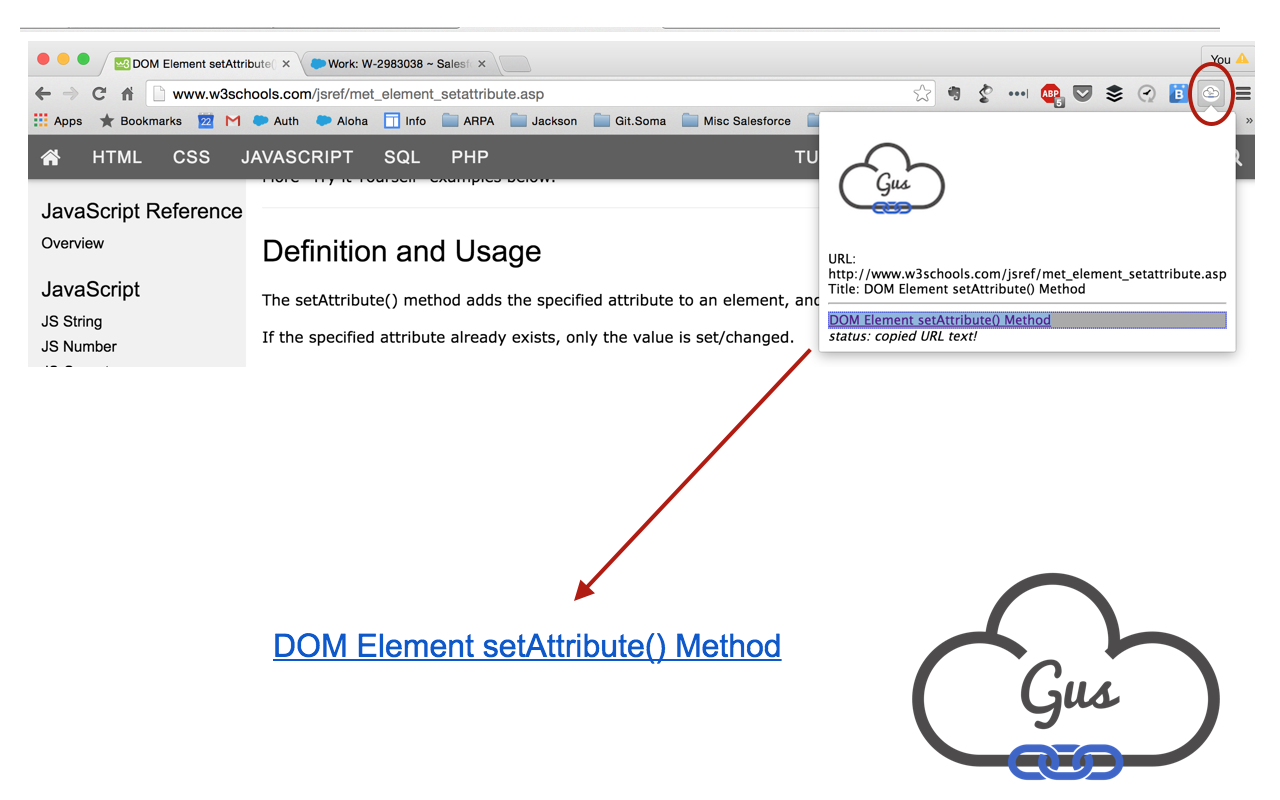 DOM Element setAttribute(
Work: W-2983038 ~ Salesf
You
www.w3schools.com/jsref/met_element_setattribute.asp
ABP
5
B
Apps
Bookmarks
22
Auth
Aloha
Info
ARPA
Jackson
Git.Soma
Misc Salesforce
»
HTML
CSS
JAVASCRIPT
SQL
PHP
TU
More "Try it Yourself" examples below.
JavaScript Reference
Overview
JavaScript
JS String
JS Number
Definition and Usage
The setAttribute() method adds the specified attribute to an element, and
If the specified attribute already exists, only the value is set/changed.
Gus
URL:
http://www.w3schools.com/jsref/met_element_setattribute.asp
Title: DOM Element setAttribute() Method
DOM Element setAttribute() Method
status: copied URL text!
DOM Element setAttribute() Method
Gus